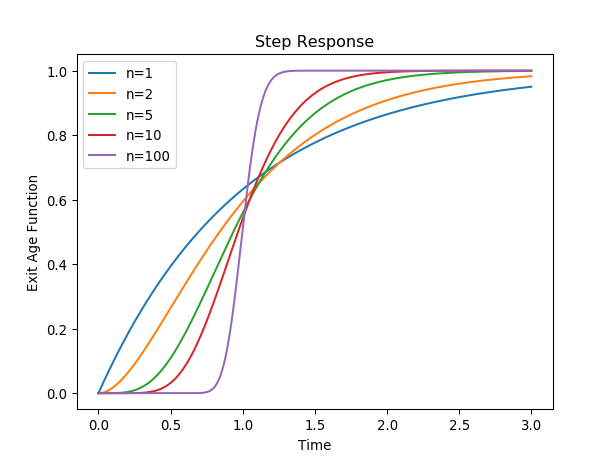 Step Response
n=1
n=2
n=5
n=10
n=100
Exit Age Function
1.0
0.8
0.6
0.4
0.2
0.0
0.0 0.5 1.0 1.5 2.0 2.5 3.0
Time